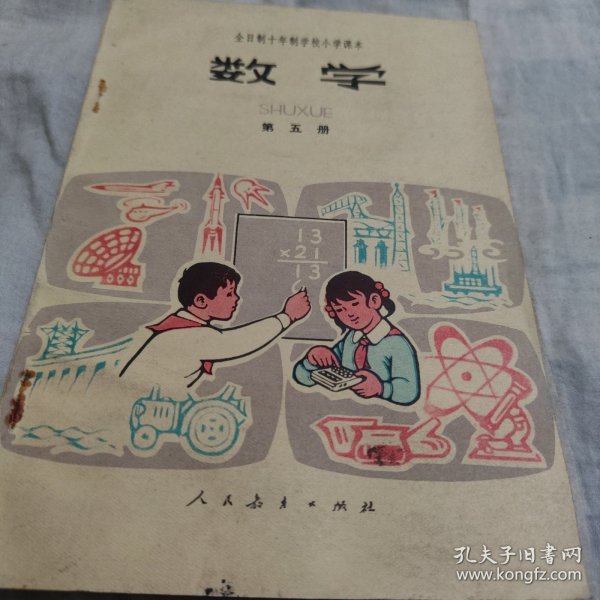 全日制十年制学校小学课本
数学
SHUXUE
第五册
13
×21
13
人民教育出版社
孔夫子旧书网
www.kongfz.com